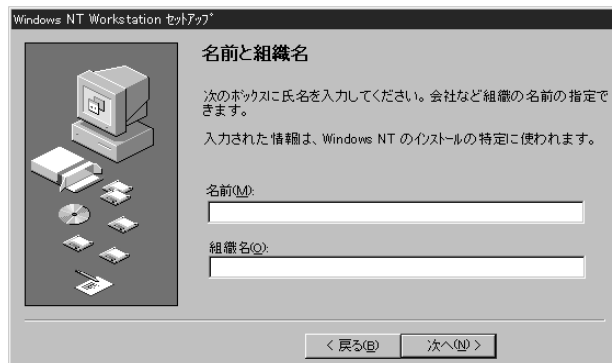 Windows NT Workstation ｾｯﾄｱｯﾌﾟ
名前と組織名
次のﾎﾞｯｸｽに氏名を入力してください。会社など組織の名前の指定で
きます。
入力された情報は、Windows NT のｲﾝｽﾄｰﾙの特定に使われます。
名前(M):
組織名(O):
< 戻る(B)
次へ(N) >